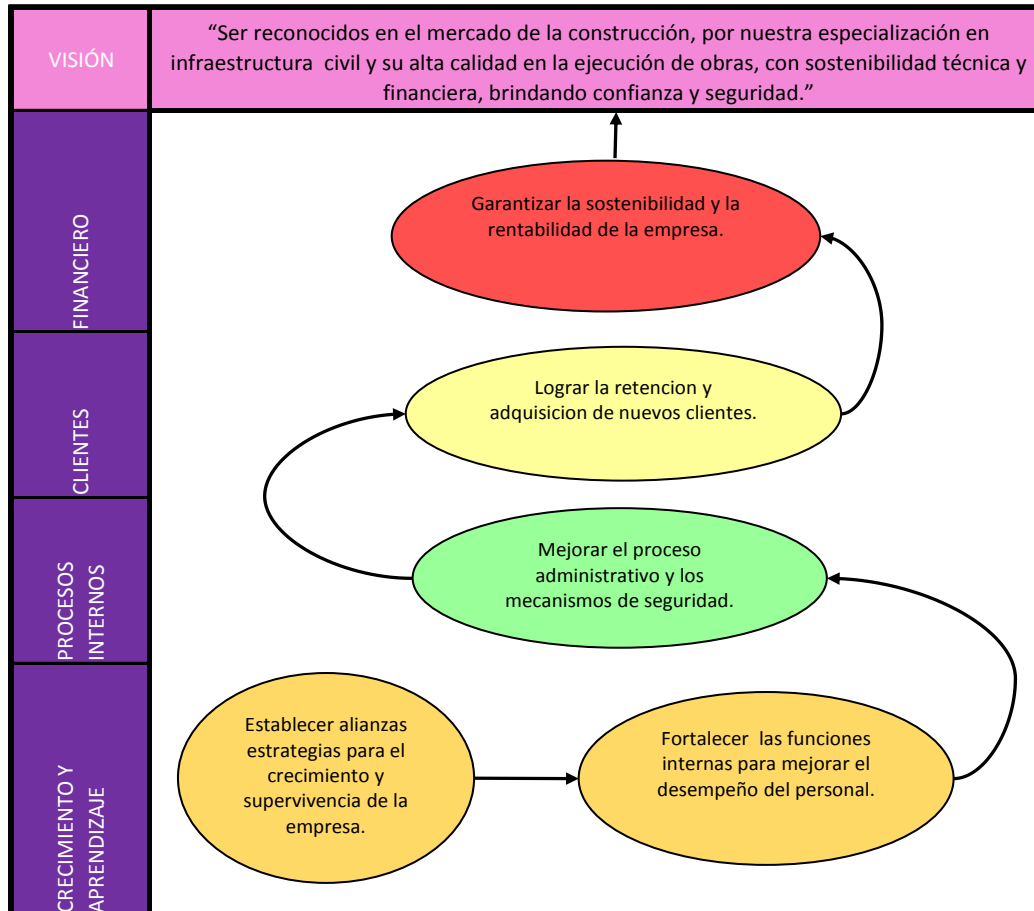 VISIÓN
“Ser reconocidos en el mercado de la construcción, por nuestra especialización en
infraestructura civil y su alta calidad en la ejecución de obras, con sostenibilidad técnica y
financiera, brindando confianza y seguridad.”
FINANCIERO
Garantizar la sostenibilidad y la
rentabilidad de la empresa.
CLIENTES
Lograr la retencion y
adquisicion de nuevos clientes.
PROCESOS
INTERNOS
Mejorar el proceso
administrativo y los
mecanismos de seguridad.
CRECIMIENTO Y
APRENDIZAJE
Establecer alianzas
estrategias para el
crecimiento y
supervivencia de la
empresa.
Fortalecer las funciones
internas para mejorar el
desempeño del personal.